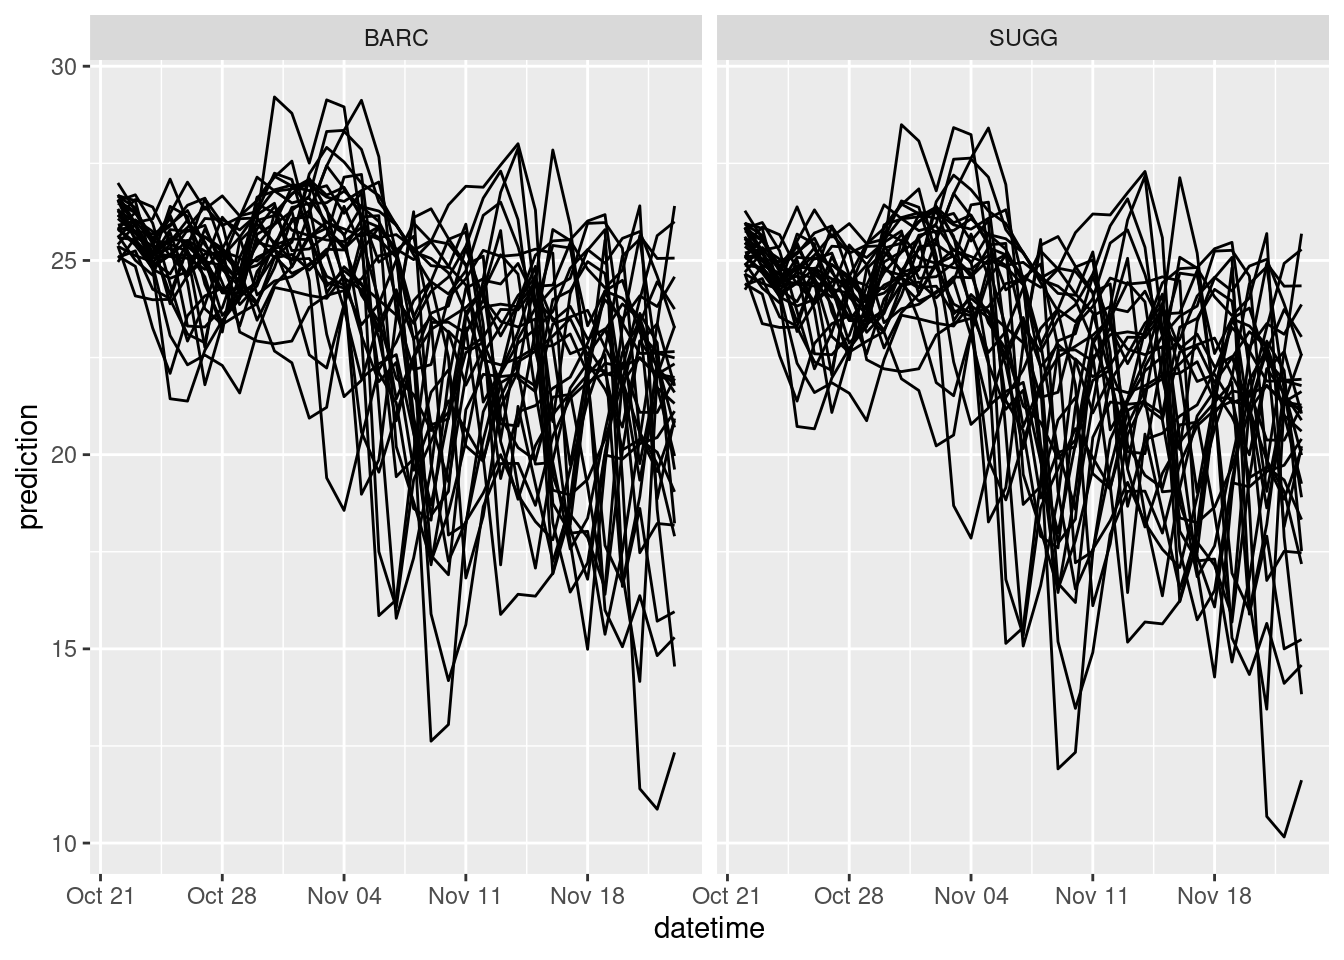 BARC SUGG
30
25
20
15
10
prediction
Oct 21 Oct 28 Nov 04 Nov 11 Nov 18 Oct 21 Oct 28 Nov 04 Nov 11 Nov 18
datetime